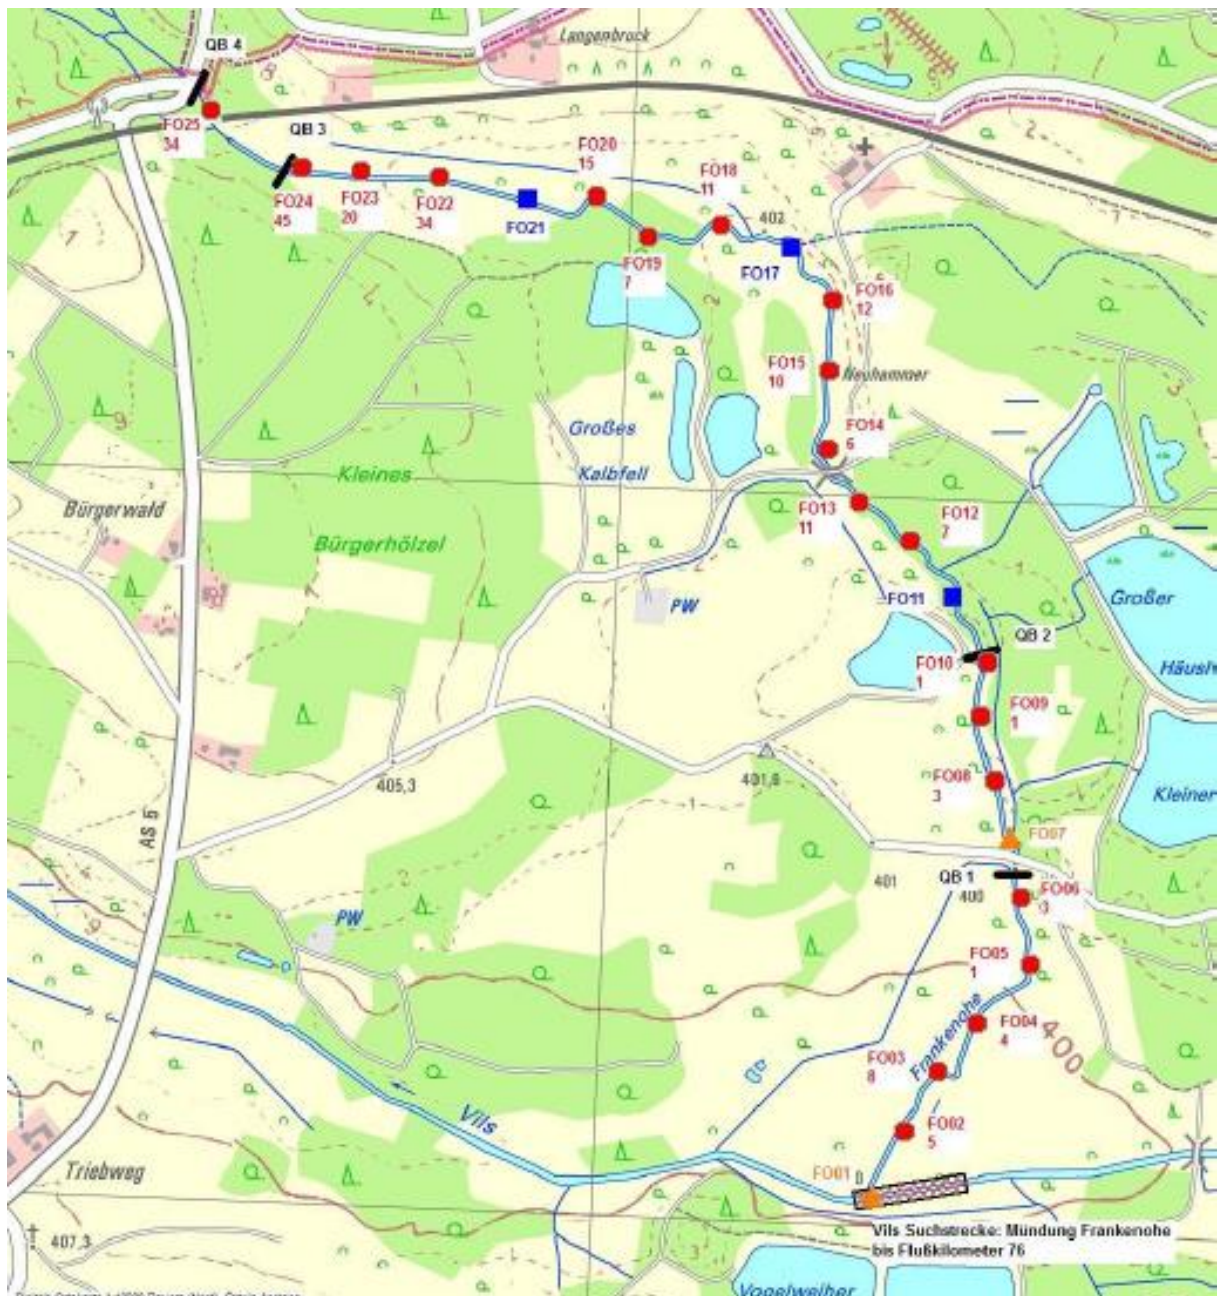 QB 4
Langenbruck
FO25
34
QB 3
FO20
15
FO18
11
FO24
45
FO23
20
FO22
34
FO21
402
FO19
7
FO17
FO16
12
FO15
10
Neuhammer
FO14
6
Großes
Kalbfell
Kleines
Bürgerhölzel
Bürgerwald
FO13
11
FO12
7
PW
FO11
Großer
QB 2
FO10
1
FO09
1
FO08
3
Kleiner
401,8
405,3
AS 5
FO07
401
QB 1
400
FO06
3
PW
FO05
1
FO04
4
400
Frankenohe
FO03
8
FO02
5
Vils
Triebweg
FO01
407,3
Vils Suchstrecke: Mündung Frankenohe
bis Flußkilometer 76
Vogelweiher